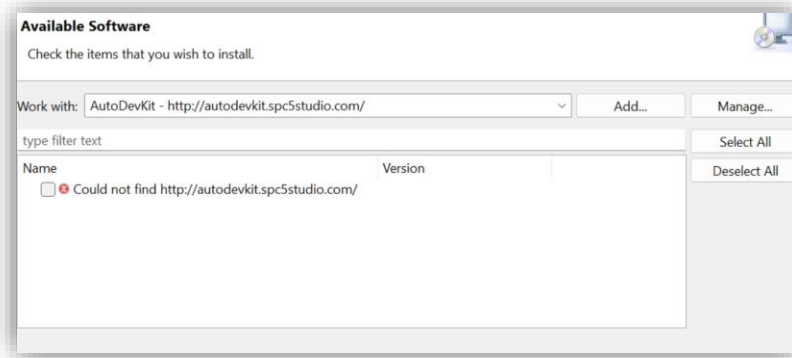 Available Software
Check the items that you wish to install.
Work with: AutoDevKit - http://autodevkit.spc5studio.com/ Add... Manage...
type filter text Select All
Name Version Deselect All
Could not find http://autodevkit.spc5studio.com/